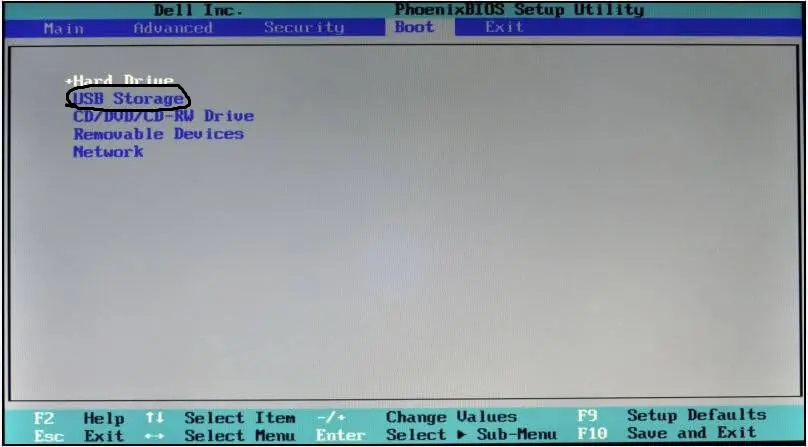 Dell Inc. PhoenixBIOS Setup Utility
Main Advanced Security Boot Exit
+Hard Drive
USB Storage
CD/DVD/CD-RW Drive
Removable Devices
Network
F2 Help ↑↓ Select Item -/+ Change Values F9 Setup Defaults
Esc Exit ↔ Select Menu Enter Select ▶ Sub-Menu F10 Save and Exit